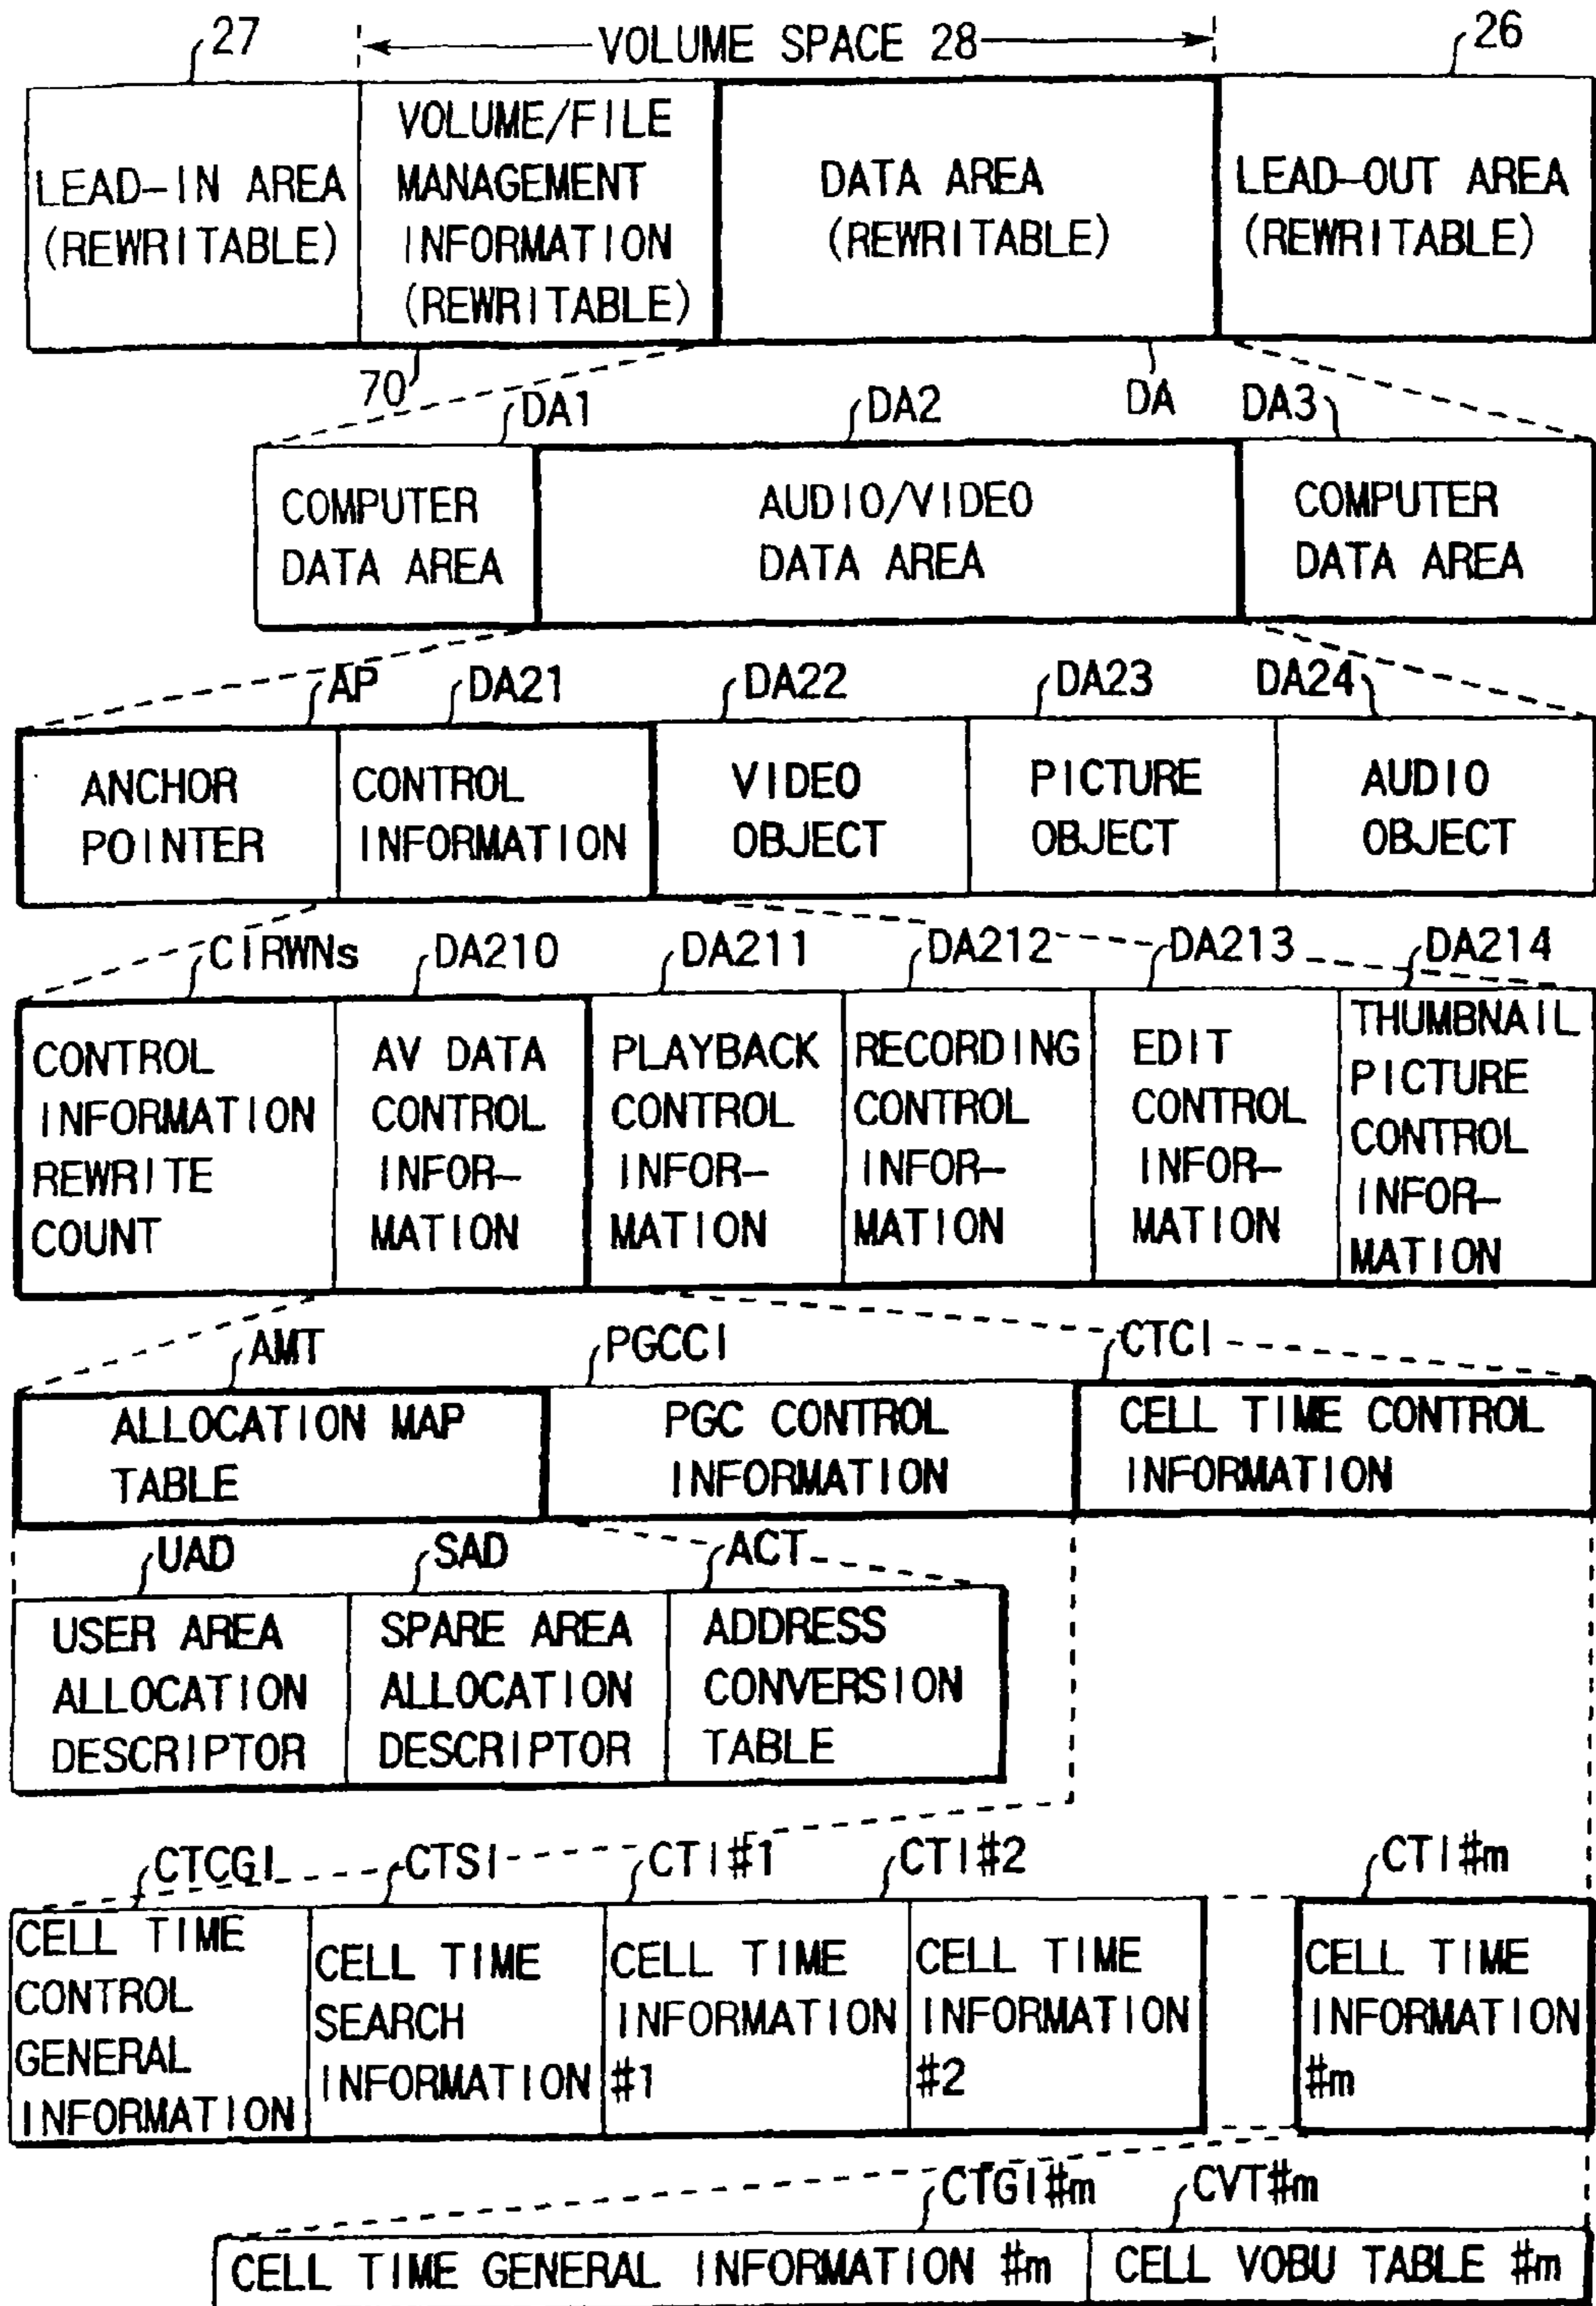 27 VOLUME SPACE 28 26
LEAD-IN AREA
(REWRITABLE)
VOLUME/FILE
MANAGEMENT
INFORMATION
(REWRITABLE)
DATA AREA
(REWRITABLE)
LEAD-OUT AREA
(REWRITABLE)
70 DA1 DA2 DA DA3
COMPUTER
DATA AREA
AUDIO/VIDEO
DATA AREA
COMPUTER
DATA AREA
AP DA21 DA22 DA23 DA24
ANCHOR
POINTER
CONTROL
INFORMATION
VIDEO
OBJECT
PICTURE
OBJECT
AUDIO
OBJECT
CIRWNs DA210 DA211 DA212 DA213 DA214
CONTROL
INFORMATION
REWRITE
COUNT
AV DATA
CONTROL
INFOR-
MATION
PLAYBACK
CONTROL
INFOR-
MATION
RECORDING
CONTROL
INFOR-
MATION
EDIT
CONTROL
INFOR-
MATION
THUMBNAIL
PICTURE
CONTROL
INFOR-
MATION
AMT PGCCI CTCI
ALLOCATION MAP
TABLE
PGC CONTROL
INFORMATION
CELL TIME CONTROL
INFORMATION
UAD SAD ACT
USER AREA
ALLOCATION
DESCRIPTOR
SPARE AREA
ALLOCATION
DESCRIPTOR
ADDRESS
CONVERSION
TABLE
CTCGI CTSI CTI#1 CTI#2 CTI#m
CELL TIME
CONTROL
GENERAL
INFORMATION
CELL TIME
SEARCH
INFORMATION
CELL TIME
INFORMATION
#1
CELL TIME
INFORMATION
#2
CELL TIME
INFORMATION
#m
CTGI#m CVT#m
CELL TIME GENERAL INFORMATION #m
CELL VOBU TABLE #m